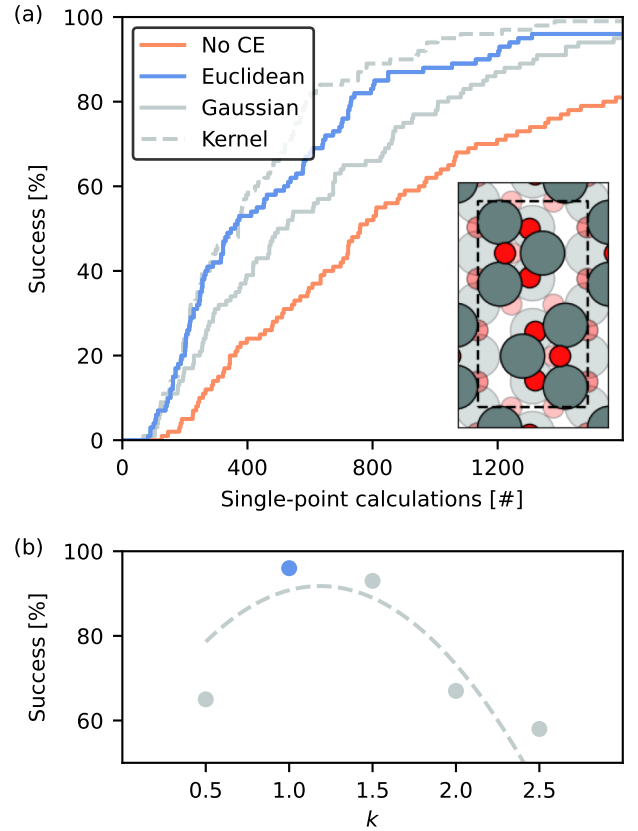 (a)
100
80
60
40
20
0
Success [%]
No CE
Euclidean
Gaussian
Kernel
0
400
800
1200
Single-point calculations [#]
(b)
100
80
60
Success [%]
0.5
1.0
1.5
2.0
2.5
k